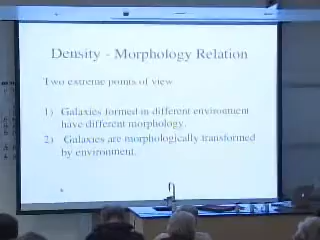 Density - Morphology Relation
Two extreme points of view
1) Galaxies formed in different environment
have different morphology.
2) Galaxies are morphologically transformed
by environment.